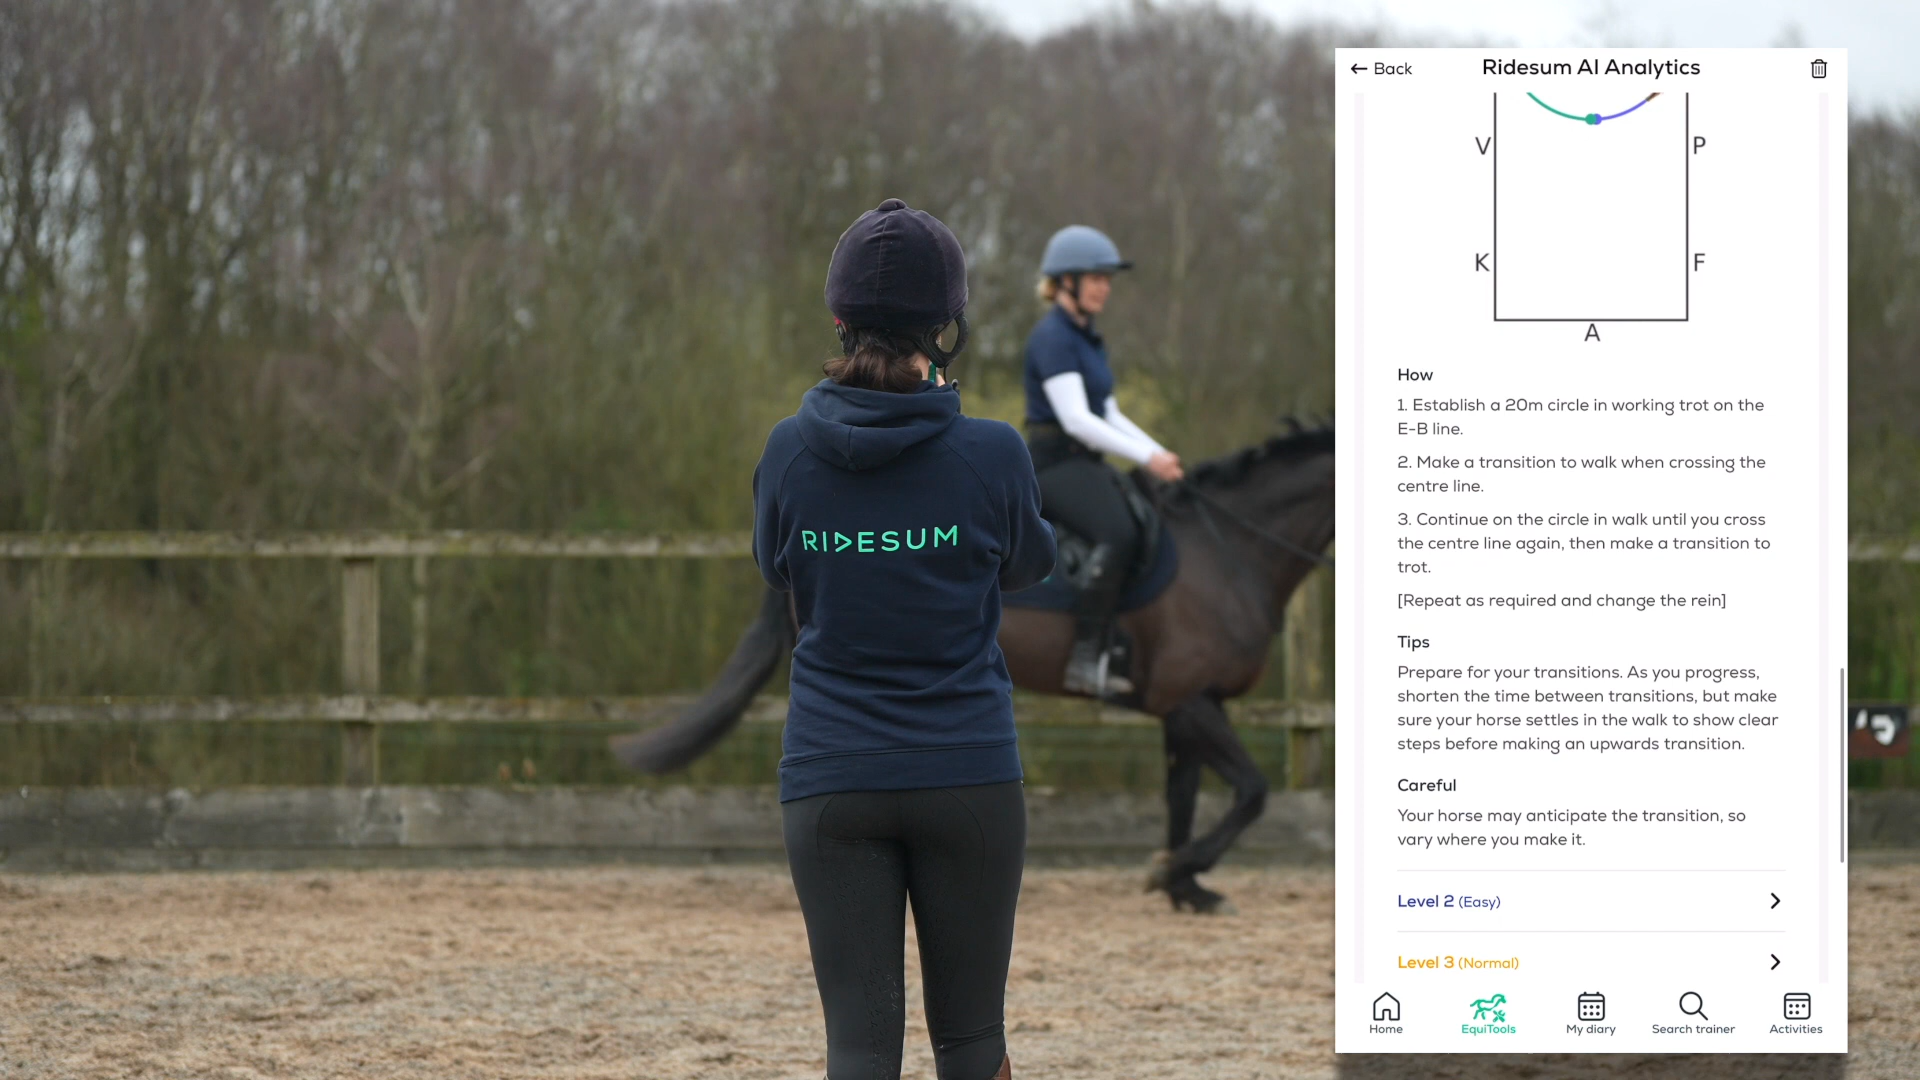 RIDESUM
Back
Ridesum AI Analytics
V
P
K
F
A
How
1. Establish a 20m circle in working trot on the
E-B line.
2. Make a transition to walk when crossing the
centre line.
3. Continue on the circle in walk until you cross
the centre line again, then make a transition to
trot.
[Repeat as required and change the rein]
Tips
Prepare for your transitions. As you progress,
shorten the time between transitions, but make
sure your horse settles in the walk to show clear
steps before making an upwards transition.
Careful
Your horse may anticipate the transition, so
vary where you make it.
Level 2 (Easy)
Level 3 (Normal)
Home
EquiTools
My diary
Search trainer
Activities